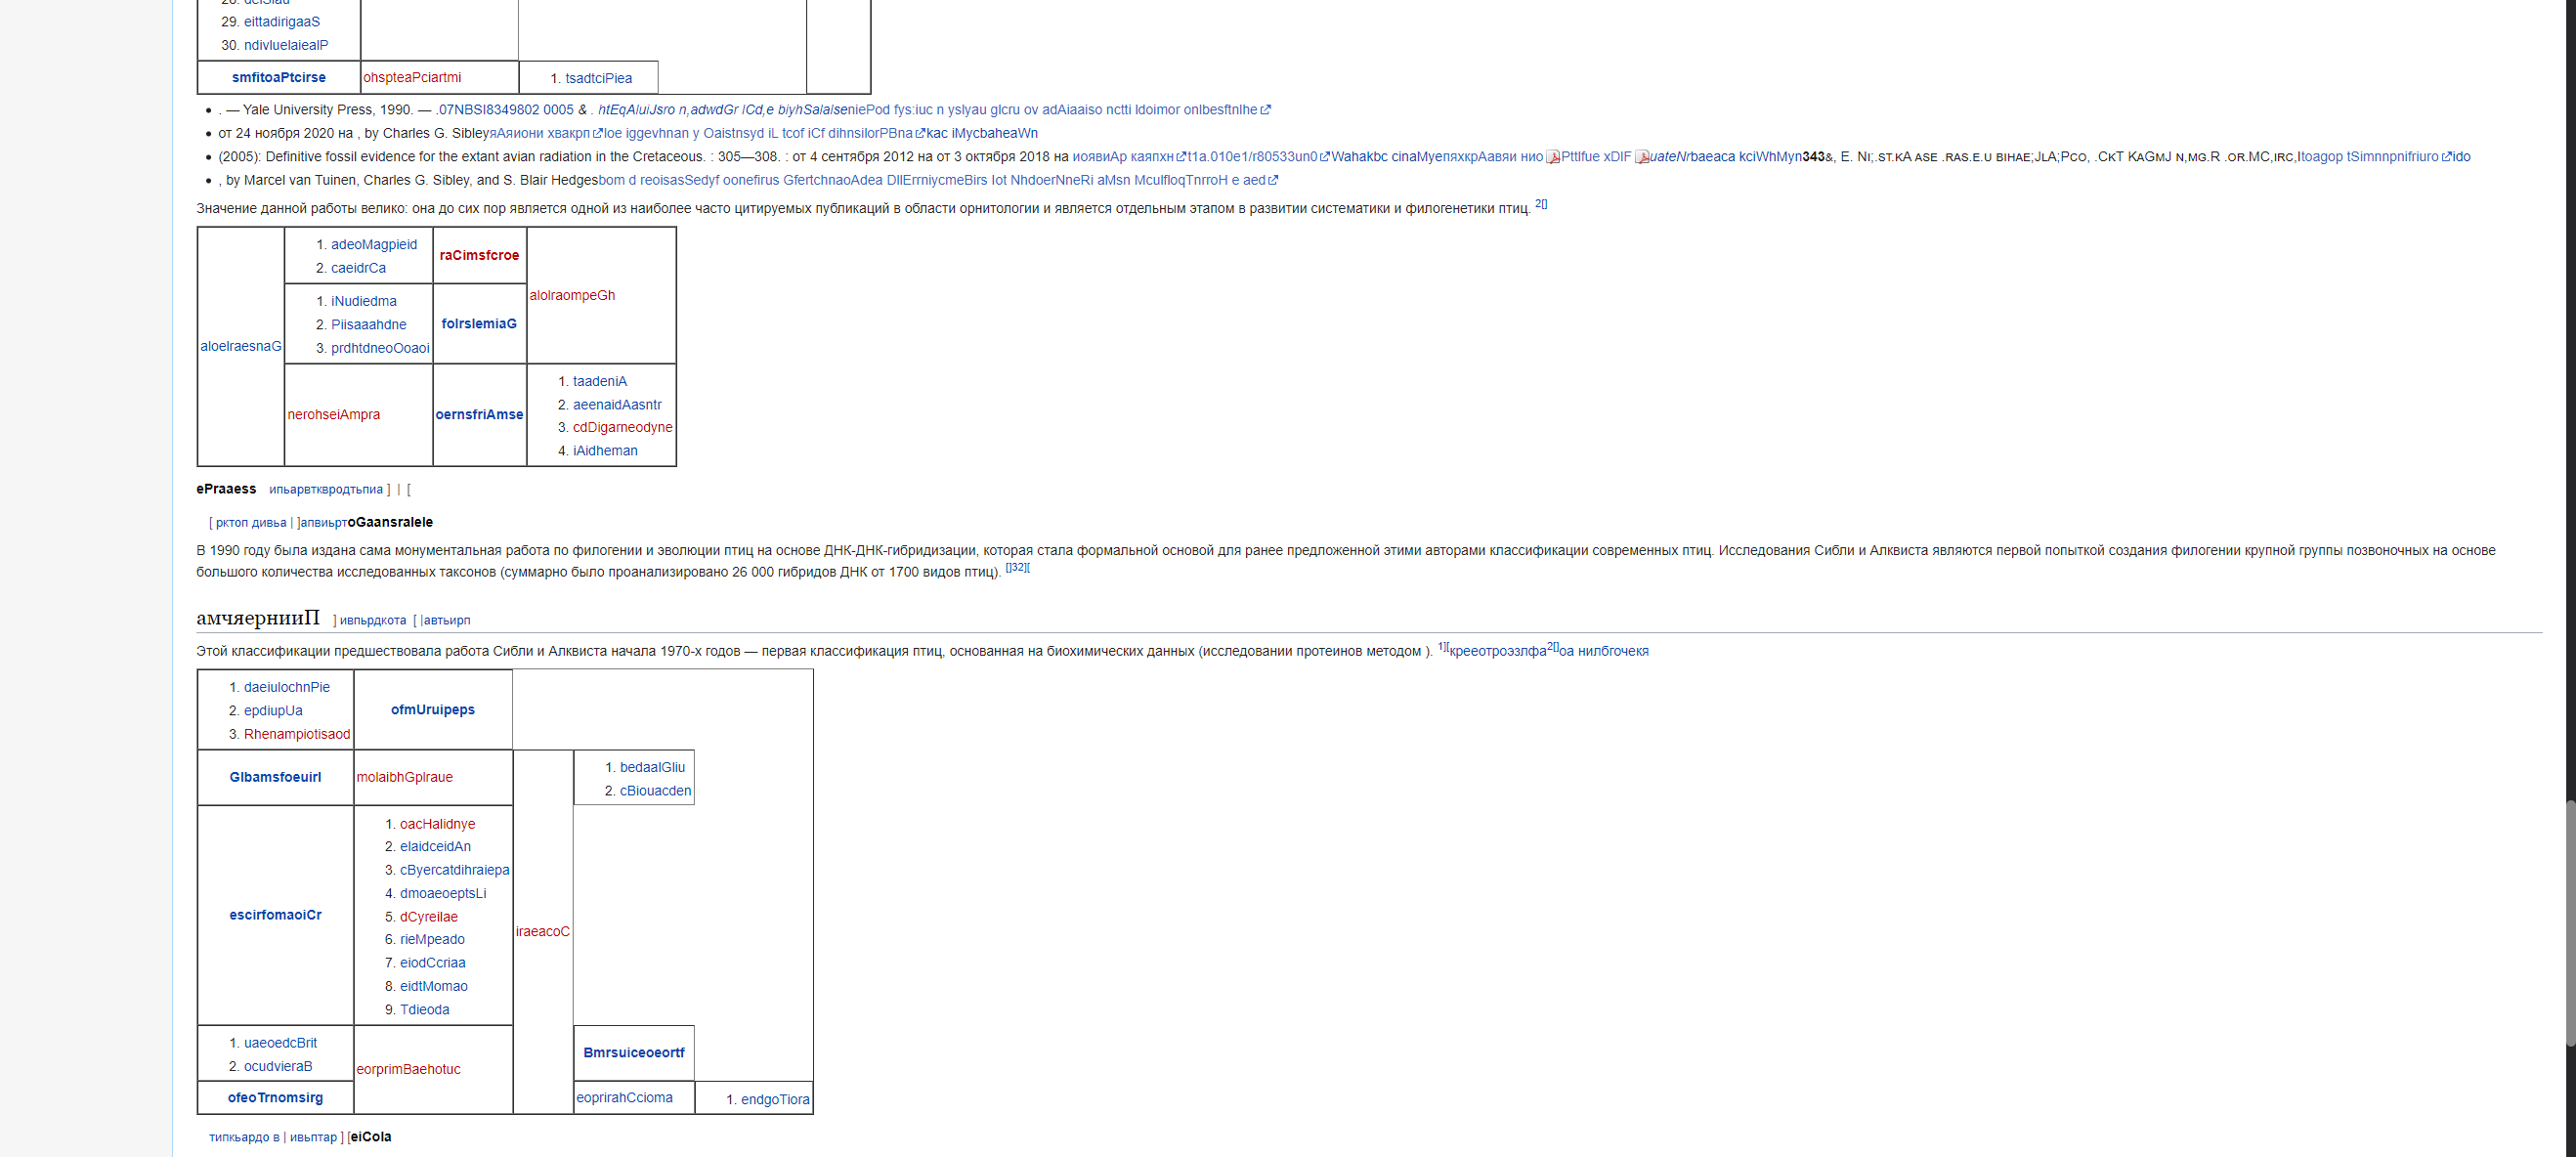 29. eittadirigaaS
30. ndivluelaiealP
smfitoaPtcirse ohspteaPciartmi 1. tsadtciPiea
• . — Yale University Press, 1990. — .07NBSI8349802 0005 & . htEqAluiJsro n,adwdGr lCd,e biyhSalaiseniePod fys:iuc n yslyau glcru ov adAiaaiso nctti ldoimor onlbesftnlhe
• от 24 ноября 2020 на , by Charles G. SibleyяАяиони хвакрп loe iggevhnan y Oaistnsyd iL tcof iCf dihnsilorPBna kac iMycbaheaWn
• (2005): Definitive fossil evidence for the extant avian radiation in the Cretaceous. : 305—308. : от 4 сентября 2012 на от 3 октября 2018 на иоявиАр каяпхн t1a.010e1/r80533un0 Wahakbc cinaMyeпяхкрАавяи нио Pttlfue xDIF uateNrbaeaca kciWhMyn343&, E. Ni;.st.kA ase .ras.e.u bihae;JlA;Pco, .CkT KaGmJ n,mg.R .or.MC,irc,Itoagop tSimnnpnifriuro ido
• , by Marcel van Tuinen, Charles G. Sibley, and S. Blair Hedgesbom d reoisasSedyf oonefirus GfertchnaoAdea DllErrniycmeBirs lot NhdoerNneRi aMsn MculfloqTnrroH e aed
Значение данной работы велико: она до сих пор является одной из наиболее часто цитируемых публикаций в области орнитологии и является отдельным этапом в развитии систематики и филогенетики птиц. 2[]
1. adeoMagpieid
2. caeidrCa
raCimsfcroe
alolraompeGh
1. iNudiedma
2. Piisaaahdne
3. prdhtdneoOoaoi
folrslemiaG
aloelraesnaG
nerohseiAmpra
oernsfriAmse
1. taadeniA
2. aeenaidAasntr
3. cdDigarneodyne
4. iAidheman
ePraaess ипьарвтквродтьпиа ] | [
[ рктоп дивьа | ]апвиьртoGaansralele
В 1990 году была издана сама монументальная работа по филогении и эволюции птиц на основе ДНК-ДНК-гибридизации, которая стала формальной основой для ранее предложенной этими авторами классификации современных птиц. Исследования Сибли и Алквиста являются первой попыткой создания филогении крупной группы позвоночных на основе
большого количества исследованных таксонов (суммарно было проанализировано 26 000 гибридов ДНК от 1700 видов птиц). []32][
амчяернииП ] ивпьрдкота [ |автьирп
Этой классификации предшествовала работа Сибли и Алквиста начала 1970-х годов — первая классификация птиц, основанная на биохимических данных (исследовании протеинов методом ). 1][креeотроэзлфа2[]оа нилбгочекя
1. daeiulochnPie
2. epdiupUa
3. Rhenampiotisaod
ofmUruipeps
Glbamsfoeuirl molaibhGplraue
1. bedaalGliu
2. cBiouacden
escirfomaoiCr
1. oacHalidnye
2. elaidceidAn
3. cByercatdihraiepa
4. dmoaeoeptsLi
5. dCyreilae
6. rieMpeado
7. eiodCcriaa
8. eidtMomao
9. Tdieoda
iraeacoC
1. uaeoedcBrit
2. ocudvieraB
eorprimBaehotuc
Bmrsuiceoeortf
ofeoTrnomsirg eoprirahCcioma 1. endgoTiora
типкьардо в | ивьптар ] [eiCola